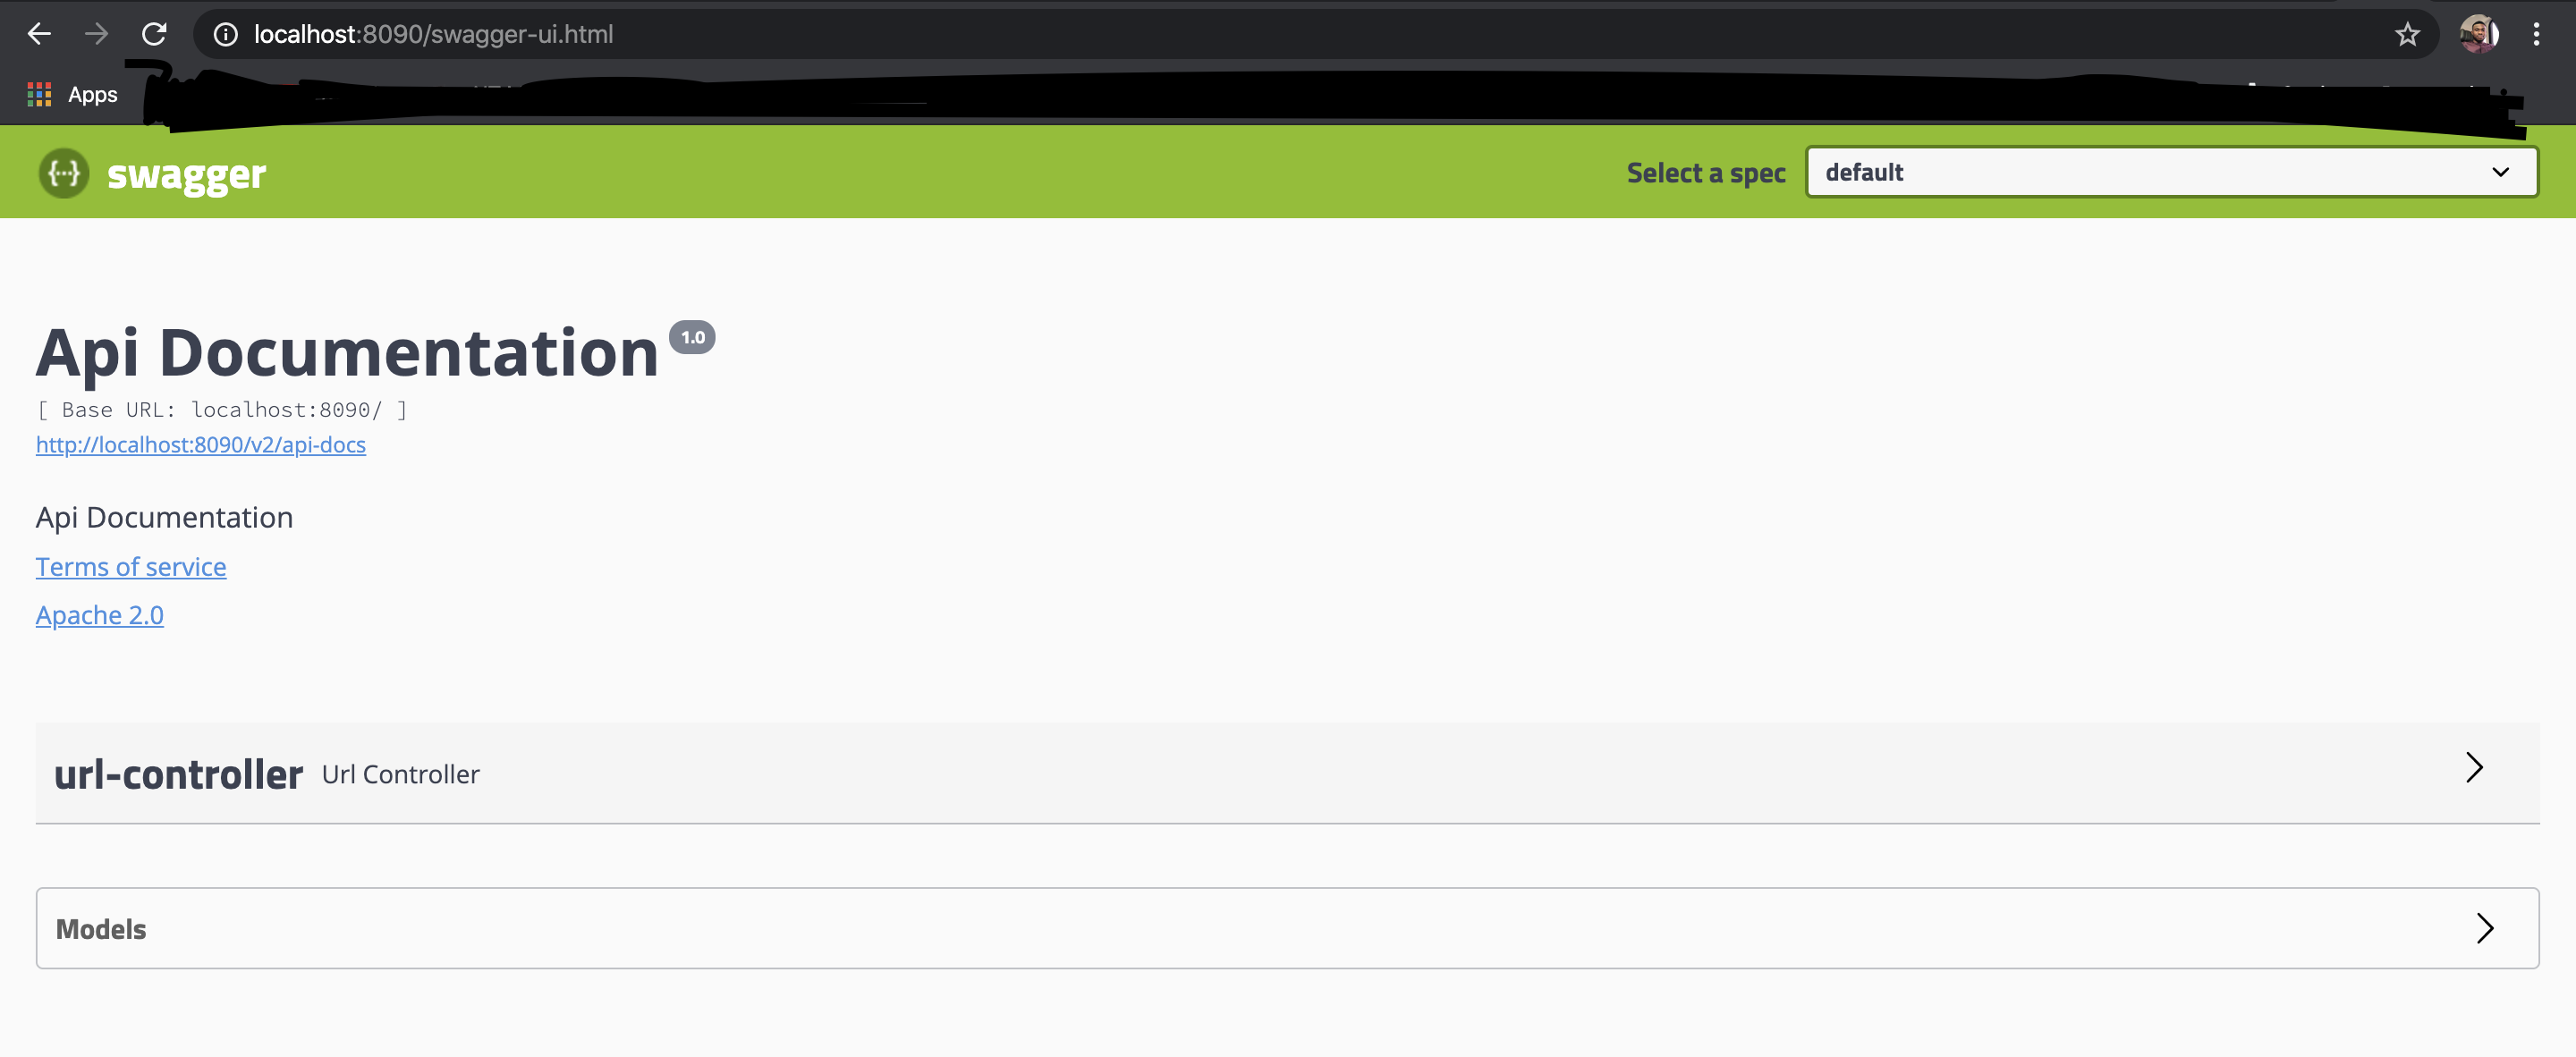 localhost:8090/swagger-ui.html
Apps
swagger
Select a spec
default
Api Documentation 1.0
[ Base URL: localhost:8090/ ]
http://localhost:8090/v2/api-docs
Api Documentation
Terms of service
Apache 2.0
url-controller Url Controller
Models